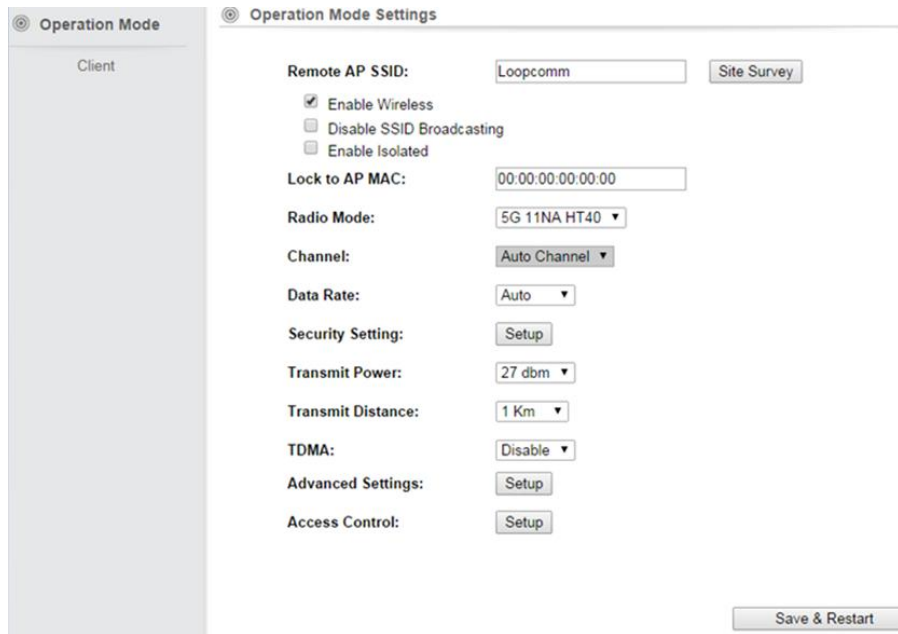 Operation Mode
Client
Operation Mode Settings
Remote AP SSID: Loopcomm Site Survey
Enable Wireless
Disable SSID Broadcasting
Enable Isolated
Lock to AP MAC: 00:00:00:00:00:00
Radio Mode: 5G 11NA HT40
Channel: Auto Channel
Data Rate: Auto
Security Setting: Setup
Transmit Power: 27 dbm
Transmit Distance: 1 Km
TDMA: Disable
Advanced Settings: Setup
Access Control: Setup
Save & Restart